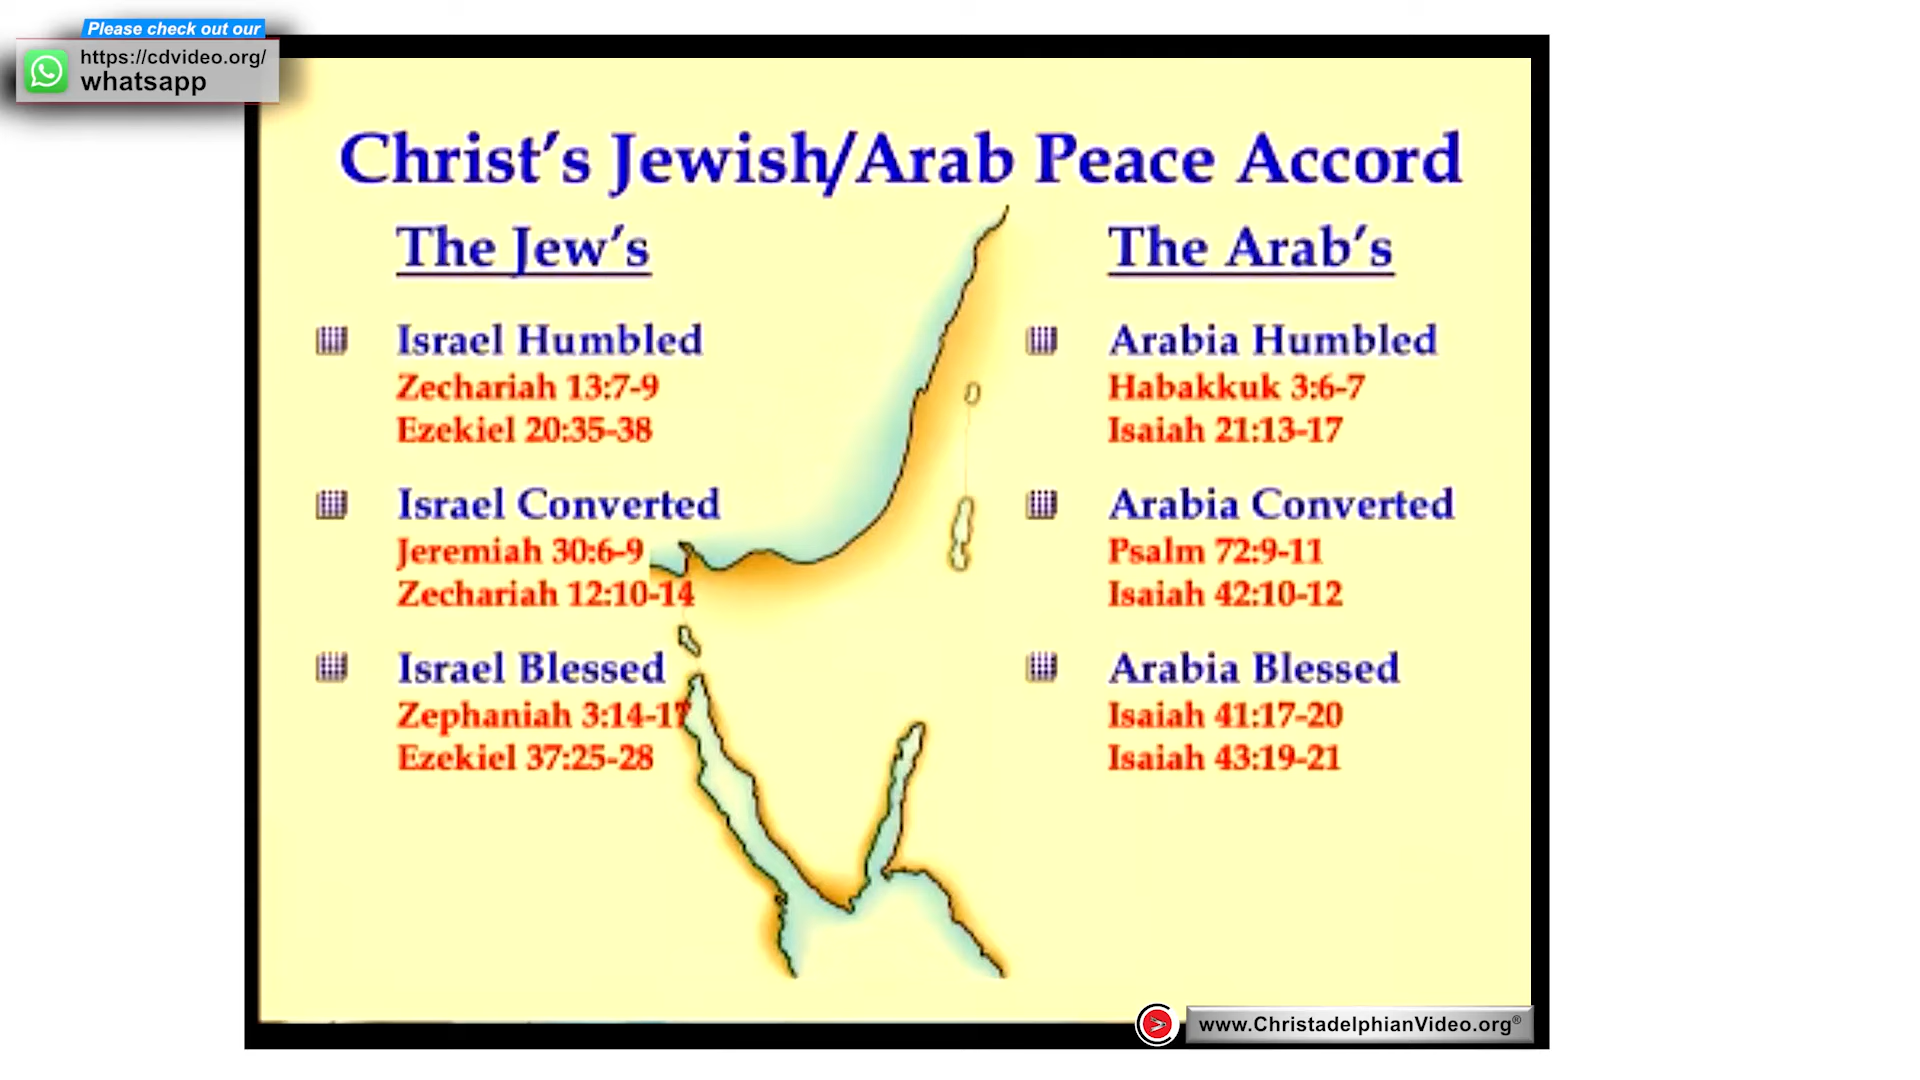 Please check out our
https://cdvideo.org/
whatsapp
Christ's Jewish/Arab Peace Accord
The Jew's
Israel Humbled
Zechariah 13:7-9
Ezekiel 20:35-38
Israel Converted
Jeremiah 30:6-9
Zechariah 12:10-14
Israel Blessed
Zephaniah 3:14-17
Ezekiel 37:25-28
The Arab's
Arabia Humbled
Habakkuk 3:6-7
Isaiah 21:13-17
Arabia Converted
Psalm 72:9-11
Isaiah 42:10-12
Arabia Blessed
Isaiah 41:17-20
Isaiah 43:19-21
www.ChristadelphianVideo.org®